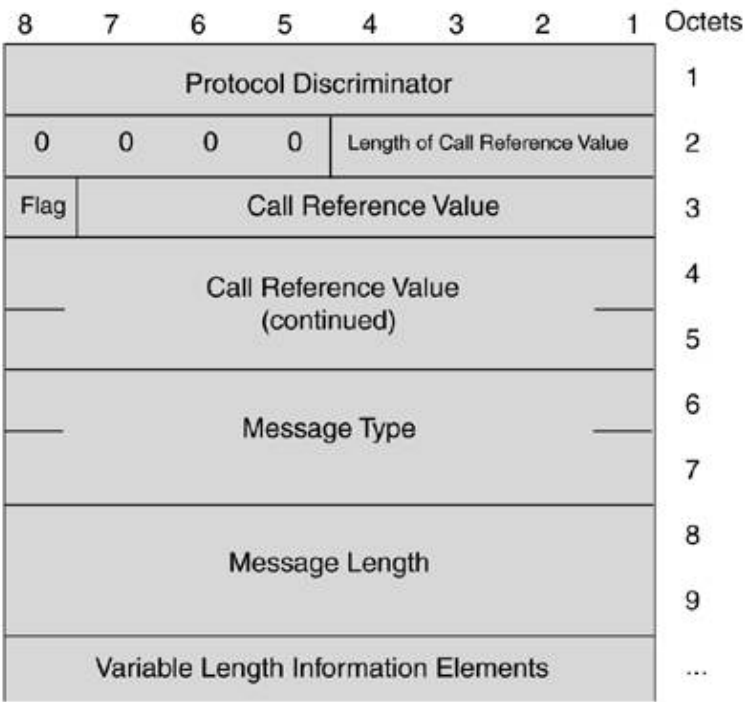 8 7 6 5 4 3 2 1 Octets
Protocol Discriminator 1
0 0 0 0 Length of Call Reference Value 2
Flag Call Reference Value 3
Call Reference Value 4
(continued)
5
6
Message Type
7
8
Message Length
9
Variable Length Information Elements ...